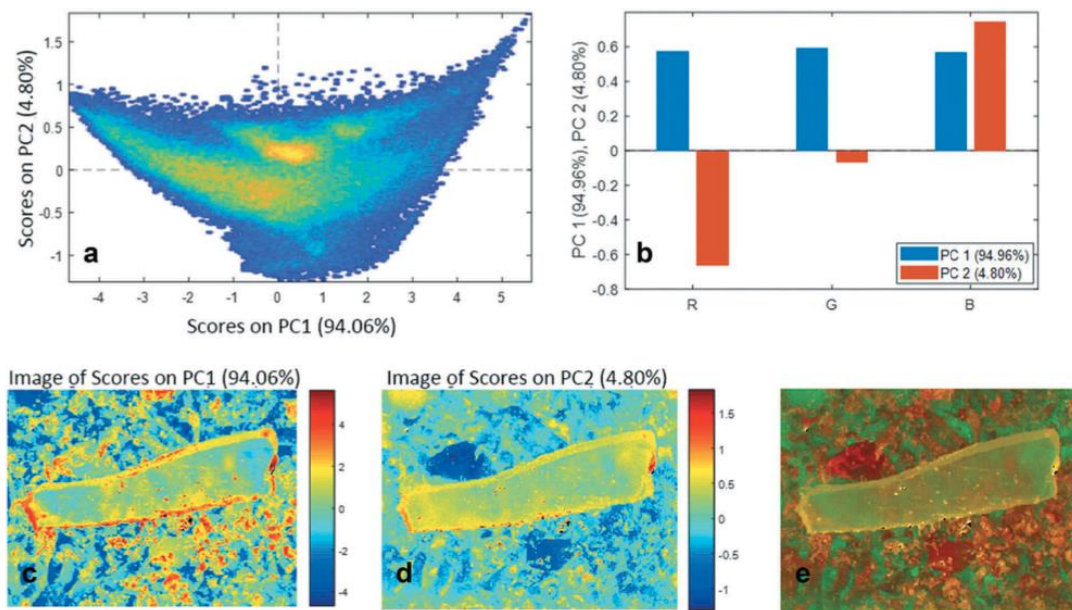 Scores on PC2 (4.80%)
1.5
1
0.5
0
-0.5
-1
a
-4 -3 -2 -1 0 1 2 3 4 5
Scores on PC1 (94.06%)
PC 1 (94.96%), PC 2 (4.80%)
0.6
0.4
0.2
0
-0.2
-0.4
-0.6
-0.8
b
PC 1 (94.96%)
PC 2 (4.80%)
R G B
Image of Scores on PC1 (94.06%)
4
2
0
-2
-4
c
Image of Scores on PC2 (4.80%)
1.5
1
0.5
0
-0.5
-1
d
e